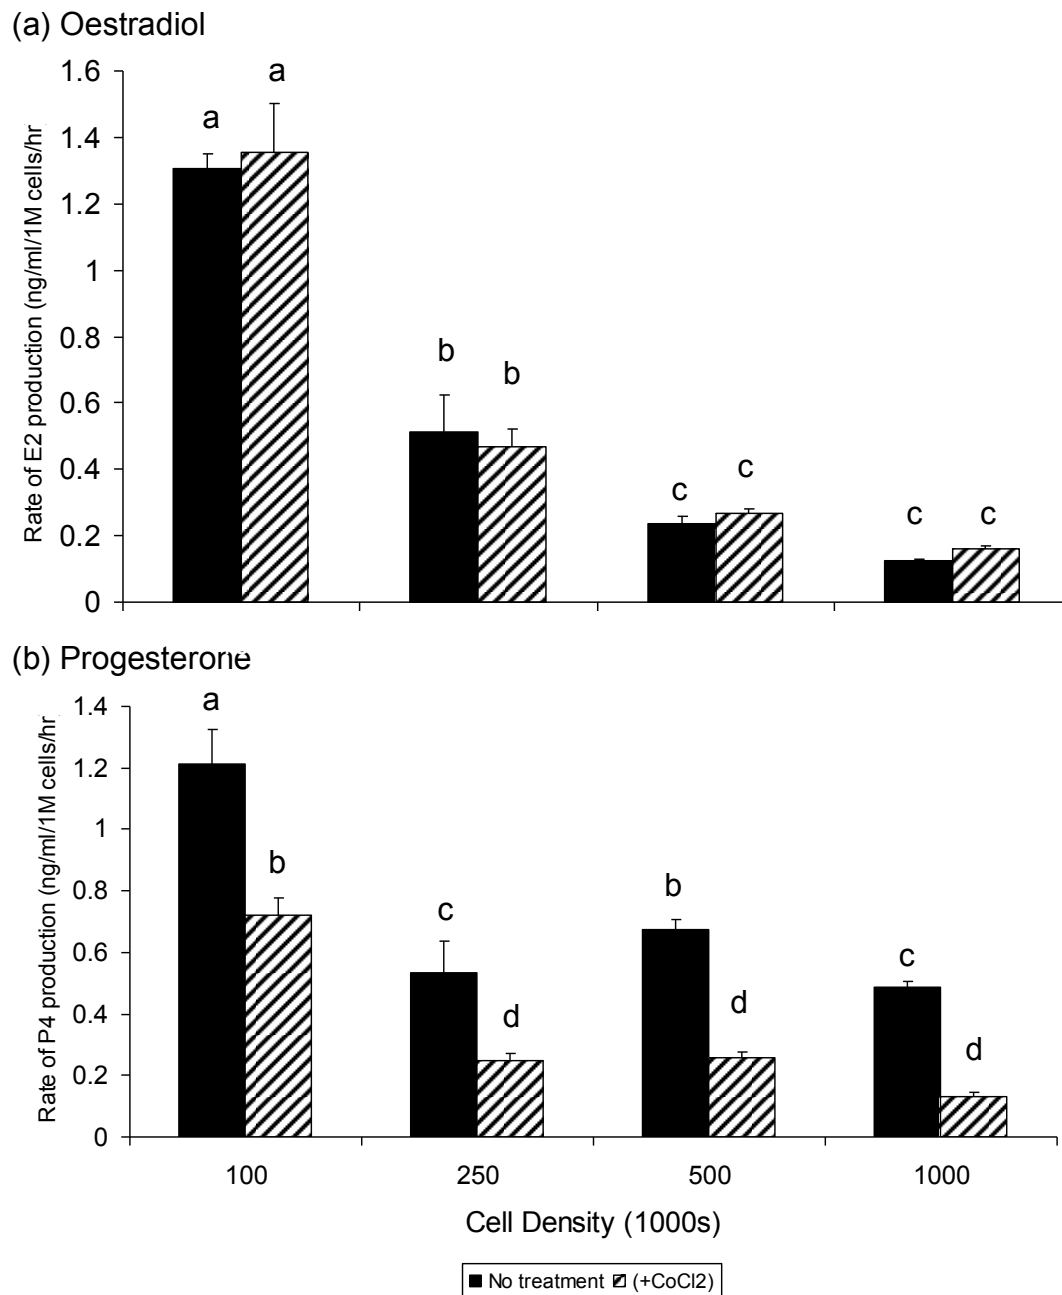 (a) Oestradiol
Rate of E2 production (ng/ml/1M cells/hr
1.6
1.4
1.2
1
0.8
0.6
0.4
0.2
0
a
a
b
b
c
c
c
c
(b) Progesterone
Rate of P4 production (ng/ml/1M cells/hr
1.4
1.2
1
0.8
0.6
0.4
0.2
0
a
b
c
d
b
d
c
d
100 250 500 1000
Cell Density (1000s)
No treatment (+CoCl2)